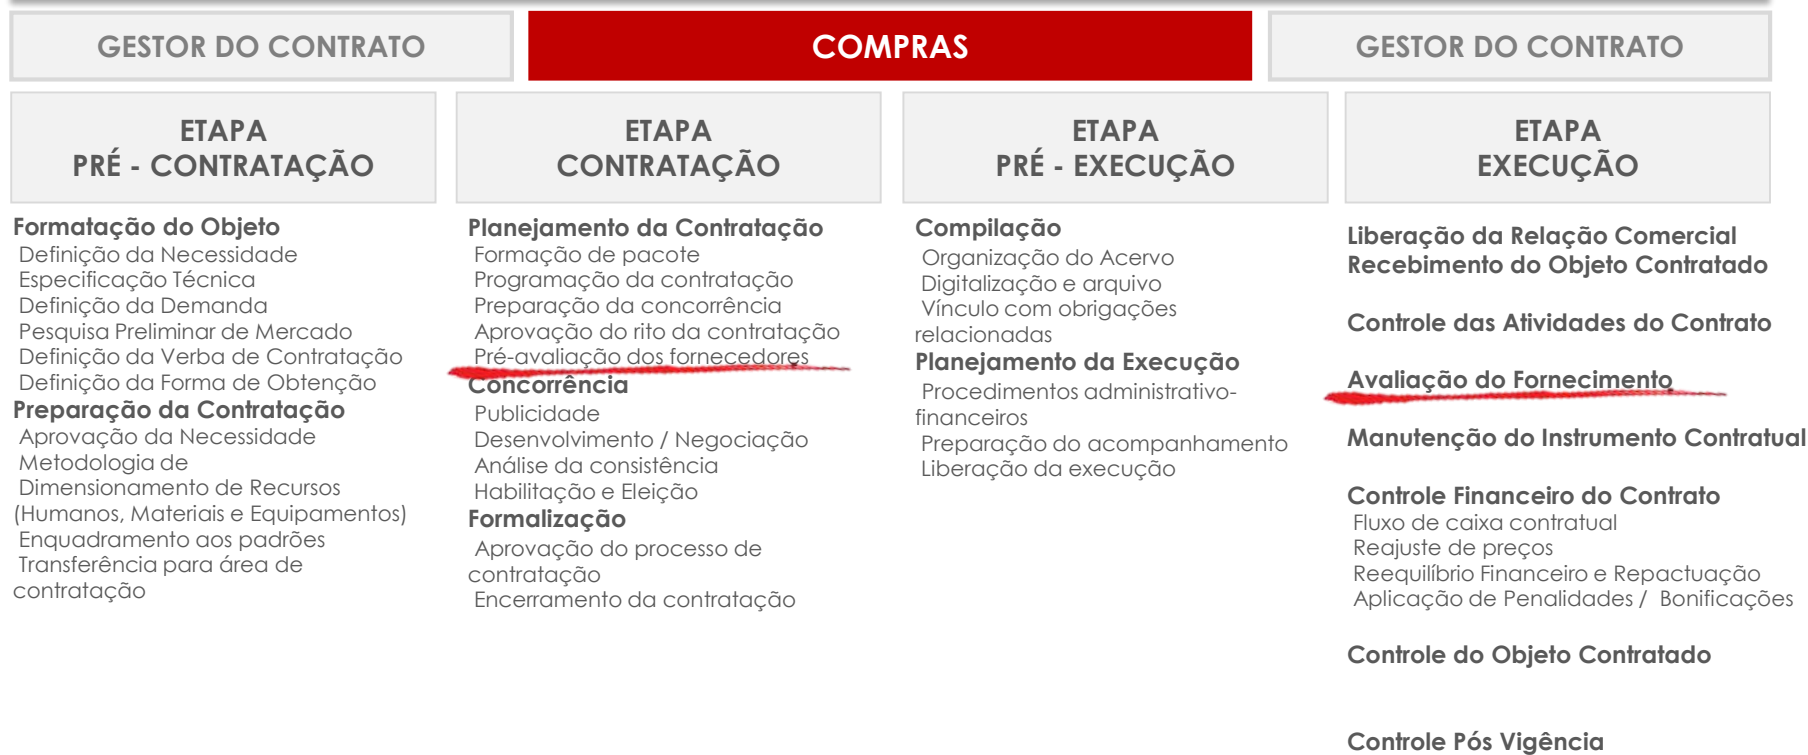 GESTOR DO CONTRATO
COMPRAS
GESTOR DO CONTRATO
ETAPA
PRÉ - CONTRATAÇÃO
Formatação do Objeto
Definição da Necessidade
Especificação Técnica
Definição da Demanda
Pesquisa Preliminar de Mercado
Definição da Verba de Contratação
Definição da Forma de Obtenção
Preparação da Contratação
Aprovação da Necessidade
Metodologia de
Dimensionamento de Recursos
(Humanos, Materiais e Equipamentos)
Enquadramento aos padrões
Transferência para área de
contratação
ETAPA
CONTRATAÇÃO
Planejamento da Contratação
Formação de pacote
Programação da contratação
Preparação da concorrência
Aprovação do rito da contratação
Pré-avaliação dos fornecedores
Concorrência
Publicidade
Desenvolvimento / Negociação
Análise da consistência
Habilitação e Eleição
Formalização
Aprovação do processo de
contratação
Encerramento da contratação
ETAPA
PRÉ - EXECUÇÃO
Compilação
Organização do Acervo
Digitalização e arquivo
Vínculo com obrigações
relacionadas
Planejamento da Execução
Procedimentos administrativo-
financeiros
Preparação do acompanhamento
Liberação da execução
ETAPA
EXECUÇÃO
Liberação da Relação Comercial
Recebimento do Objeto Contratado
Controle das Atividades do Contrato
Avaliação do Fornecimento
Manutenção do Instrumento Contratual
Controle Financeiro do Contrato
Fluxo de caixa contratual
Reajuste de preços
Reequilíbrio Financeiro e Repactuação
Aplicação de Penalidades /  Bonificações
Controle do Objeto Contratado
Controle Pós Vigência